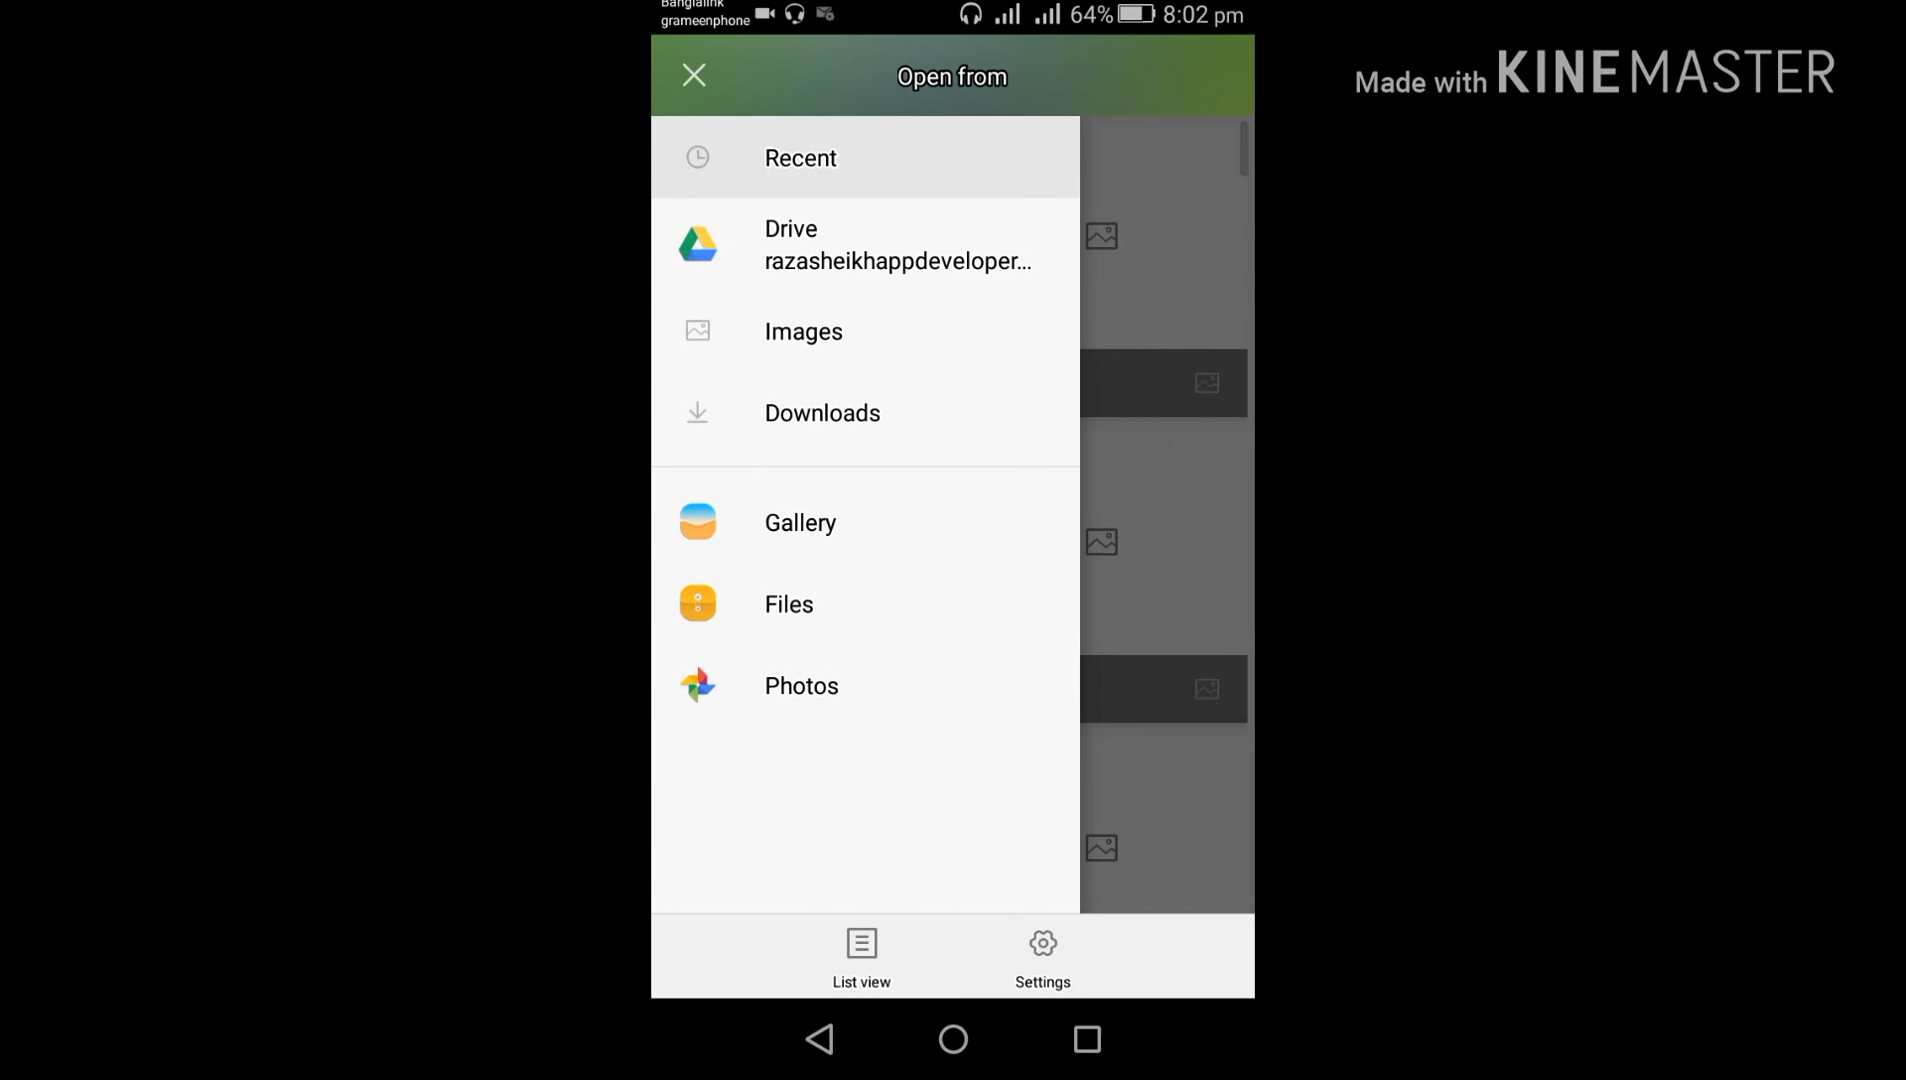 Banglalink
grameenphone
64% 8:02 pm
Made with KINEMASTER
Open from
Recent
Drive
razasheikhappdeveloper...
Images
Downloads
Gallery
Files
Photos
List view
Settings